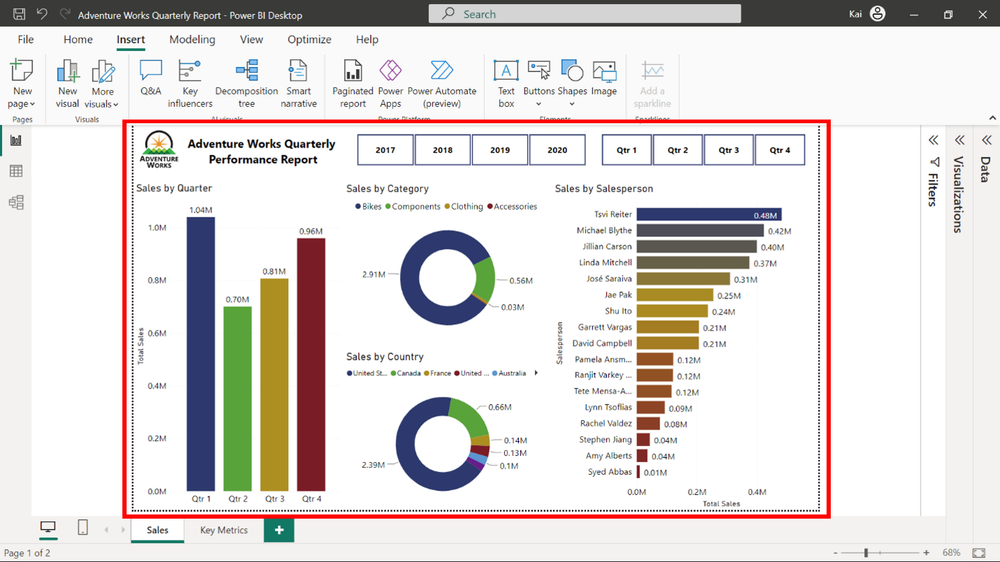 Adventure Works Quarterly Report - Power BI Desktop
Search
Kai
File Home Insert Modeling View Optimize Help
New page
New visual
More visuals
Q&A
Key influencers
Decomposition tree
Smart narrative
Paginated report
Power Apps
Power Automate (preview)
Text box
Buttons
Shapes
Image
Add a sparkline
Pages
Visuals
AI visuals
Power Platform
Elements
Sparklines
ADVENTURE WORKS
Adventure Works Quarterly
Performance Report
2017 2018 2019 2020
Qtr 1 Qtr 2 Qtr 3 Qtr 4
Sales by Quarter
Total Sales
1.0M
0.8M
0.6M
0.4M
0.2M
0.0M
1.04M
0.70M
0.81M
0.96M
Qtr 1 Qtr 2 Qtr 3 Qtr 4
Sales by Category
Bikes Components Clothing Accessories
2.91M
0.56M
0.03M
Sales by Country
United St... Canada France United ... Australia
0.66M
0.14M
0.13M
0.1M
2.39M
Sales by Salesperson
Salesperson
Tsvi Reiter 0.48M
Michael Blythe 0.42M
Jillian Carson 0.40M
Linda Mitchell 0.37M
José Saraiva 0.31M
Jae Pak 0.25M
Shu Ito 0.24M
Garrett Vargas 0.21M
David Campbell 0.21M
Pamela Ansm... 0.12M
Ranjit Varkey ... 0.12M
Tete Mensa-A... 0.12M
Lynn Tsoflias 0.09M
Rachel Valdez 0.08M
Stephen Jiang 0.04M
Amy Alberts 0.04M
Syed Abbas 0.01M
0.0M 0.2M 0.4M
Total Sales
Filters
Visualizations
Data
Sales
Key Metrics
Page 1 of 2
68%